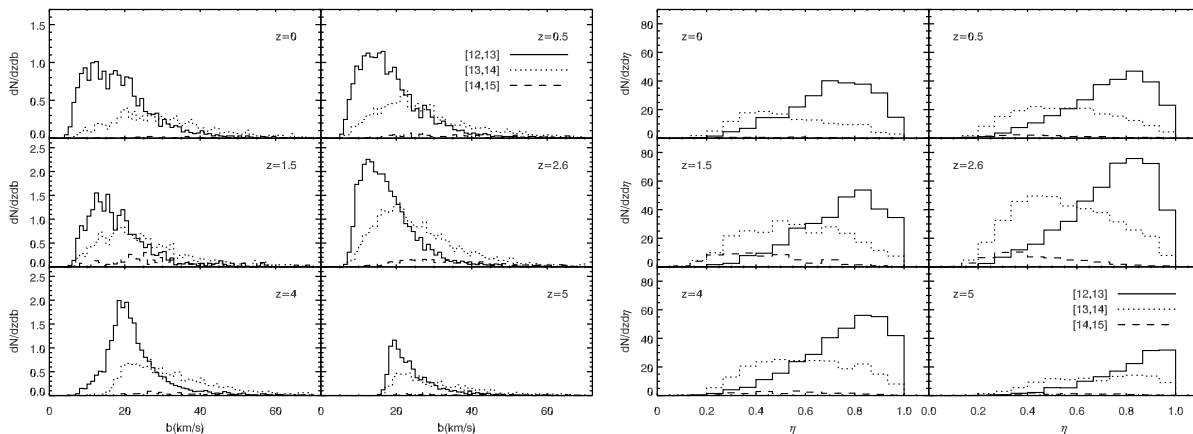 1.5
1.0
0.5
0.0
dN/dzdb
z=0
z=0.5
[12,13]
[13,14]
[14,15]
2.5
2.0
1.5
1.0
0.5
0.0
dN/dzdb
z=1.5
z=2.6
2.5
2.0
1.5
1.0
0.5
0.0
dN/dzdb
z=4
z=5
0 20 40 60 0 20 40 60
b(km/s) b(km/s)
80
60
40
20
0
dN/dzdη
z=0
z=0.5
80
60
40
20
0
dN/dzdη
z=1.5
z=2.6
80
60
40
20
0
dN/dzdη
z=4
z=5
[12,13]
[13,14]
[14,15]
0.0 0.2 0.4 0.6 0.8 1.0 0.0 0.2 0.4 0.6 0.8 1.0
η η